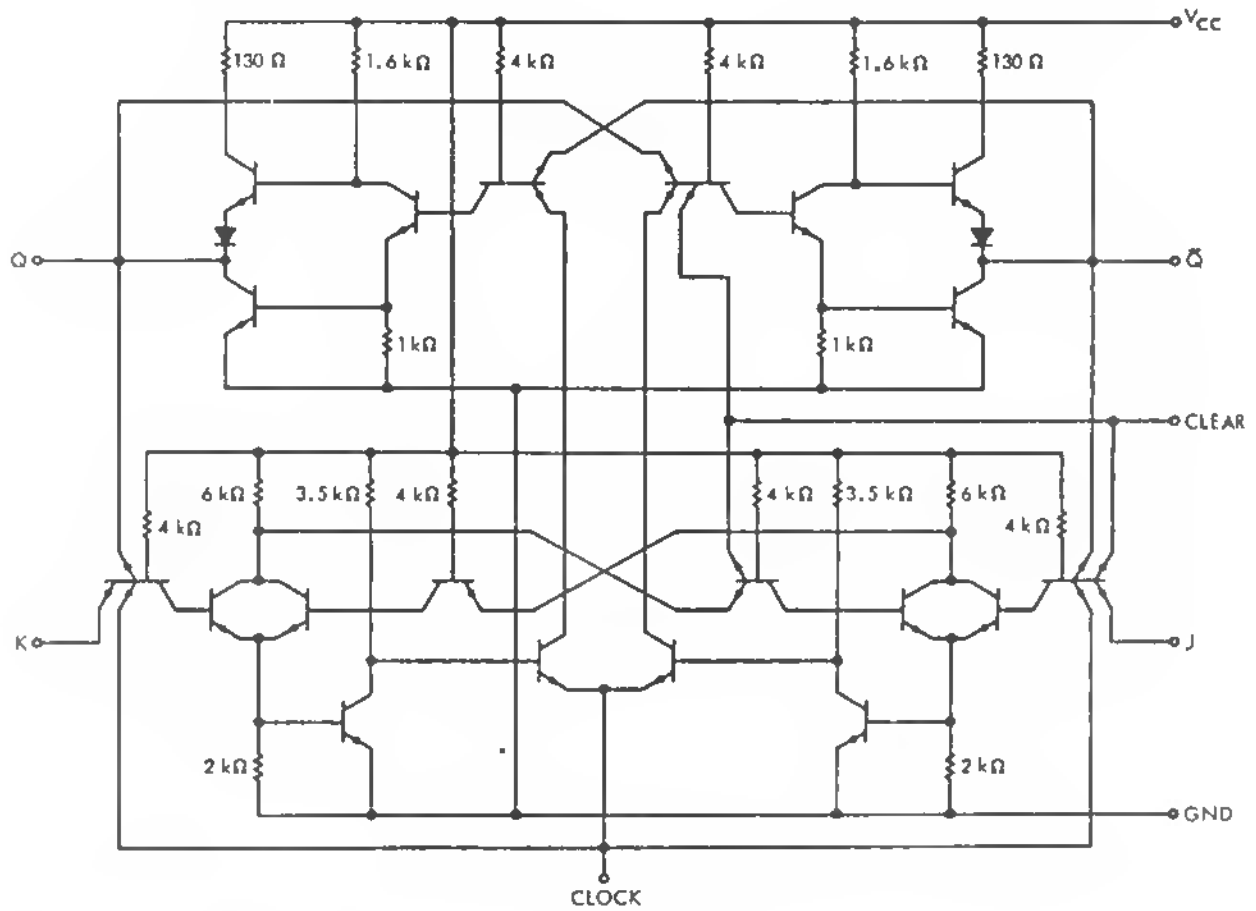 VCC
130 Ω 1.6 kΩ 4 kΩ 4 kΩ 1.6 kΩ 130 Ω
Q Q̄
1 kΩ 1 kΩ
CLEAR
6 kΩ 3.5 kΩ 4 kΩ 4 kΩ 3.5 kΩ 6 kΩ
4 kΩ 4 kΩ
K J
2 kΩ 2 kΩ
GND
CLOCK